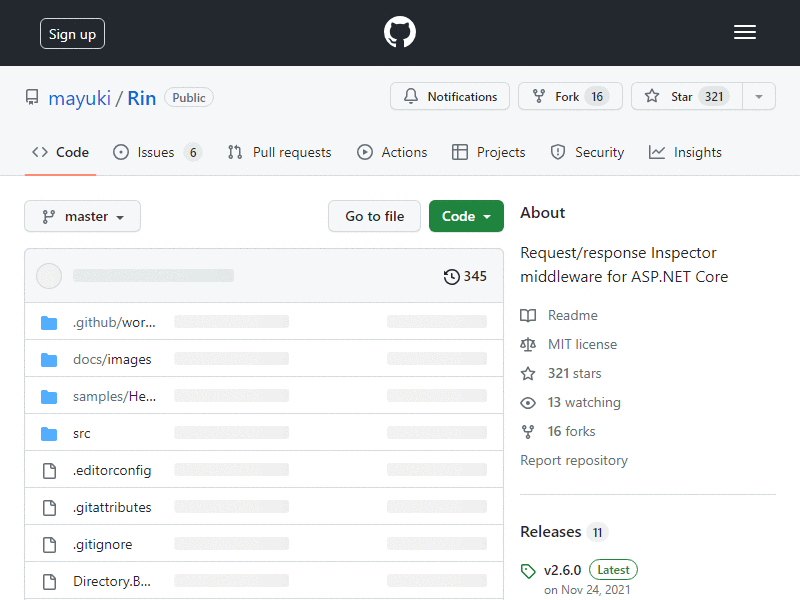 Sign up
mayuki / Rin Public
Notifications Fork 16 Star 321
Code Issues 6 Pull requests Actions Projects Security Insights
master Go to file Code
345
.github/wor...
docs/images
samples/He...
src
.editorconfig
.gitattributes
.gitignore
Directory.B...
About
Request/response Inspector
middleware for ASP.NET Core
Readme
MIT license
321 stars
13 watching
16 forks
Report repository
Releases 11
v2.6.0 Latest
on Nov 24, 2021